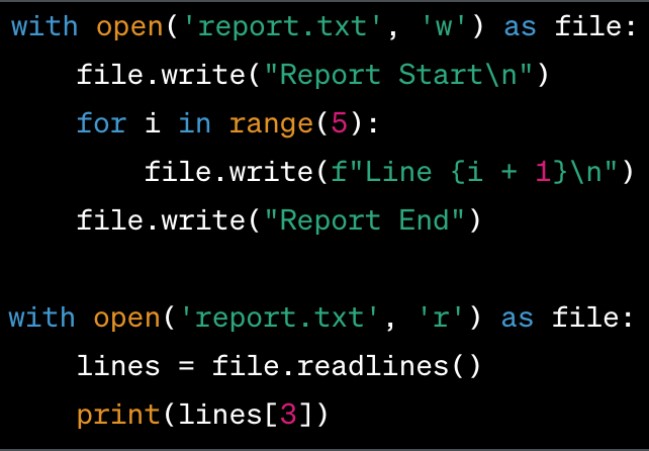 with open('report.txt', 'w') as file:
    file.write("Report Start\n")
    for i in range(5):
        file.write(f"Line {i + 1}\n")
    file.write("Report End")

with open('report.txt', 'r') as file:
    lines = file.readlines()
    print(lines[3])